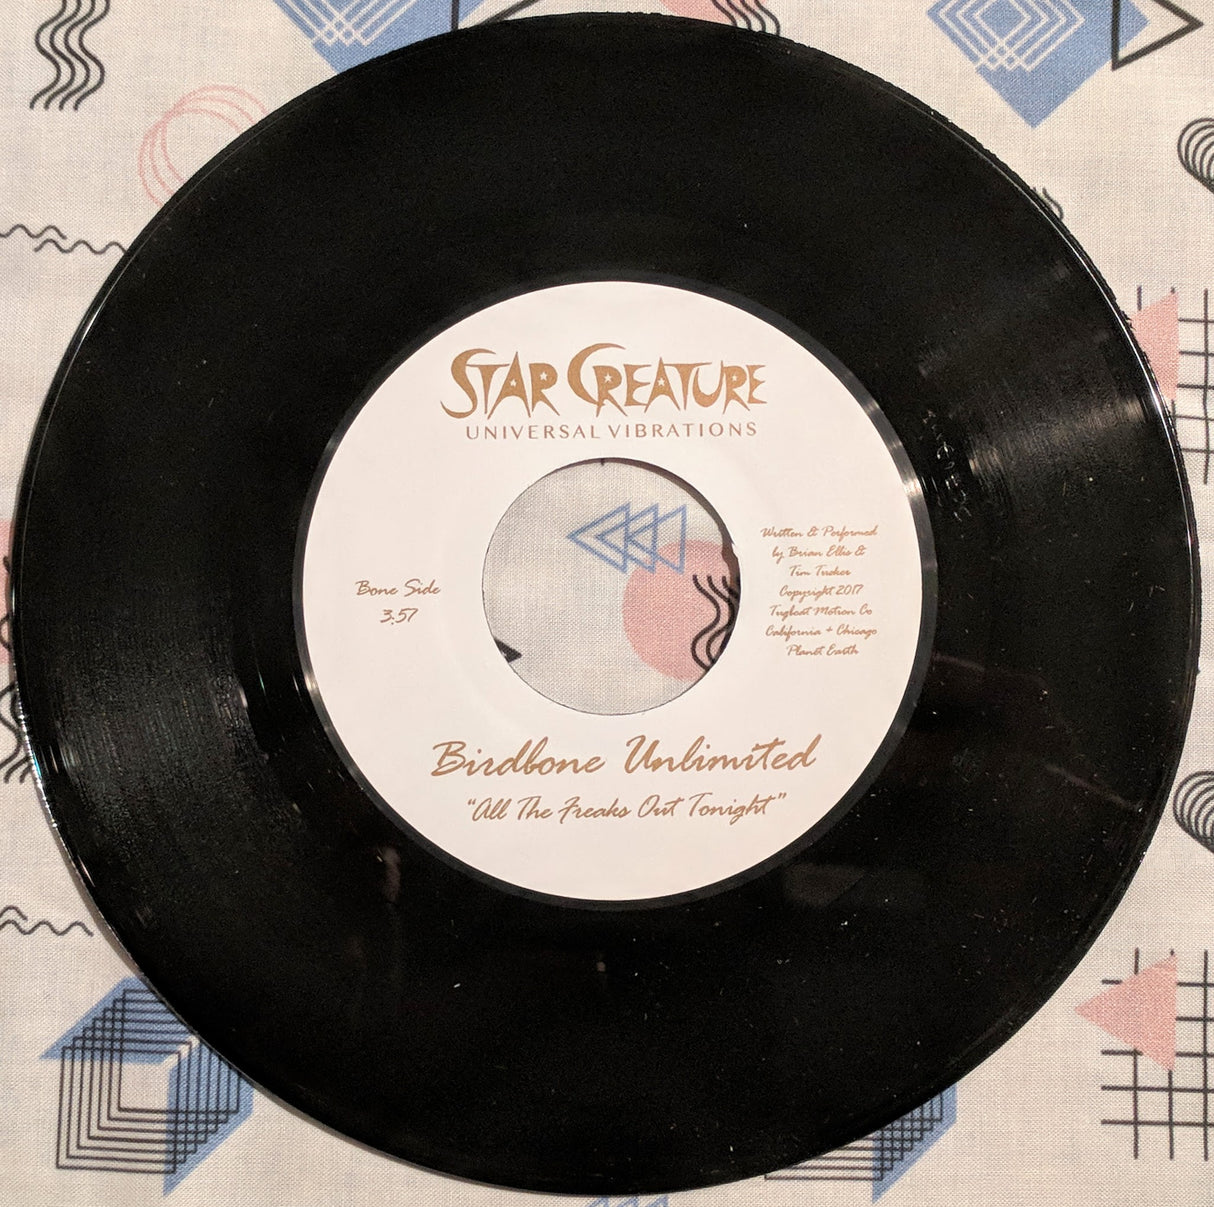 STAR CREATURE
UNIVERSAL VIBRATIONS
Bone Side
3:57
Written & Performed
by Brian Ellis &
Tim Tucker
Copyright 2017
Tugboat Motion Co
California + Chicago
Planet Earth
Birdbone Unlimited
"All The Freaks Out Tonight"